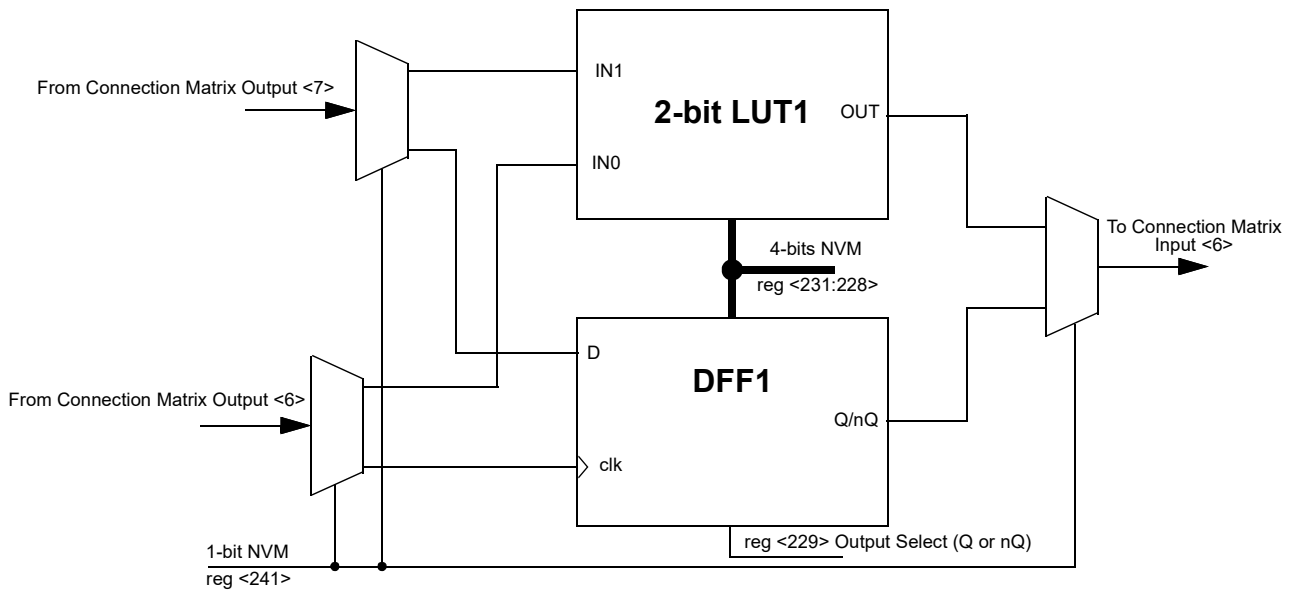 From Connection Matrix Output <7>
IN1
2-bit LUT1
OUT
IN0
To Connection Matrix
Input <6>
4-bits NVM
reg <231:228>
D
DFF1
From Connection Matrix Output <6>
Q/nQ
clk
reg <229> Output Select (Q or nQ)
1-bit NVM
reg <241>